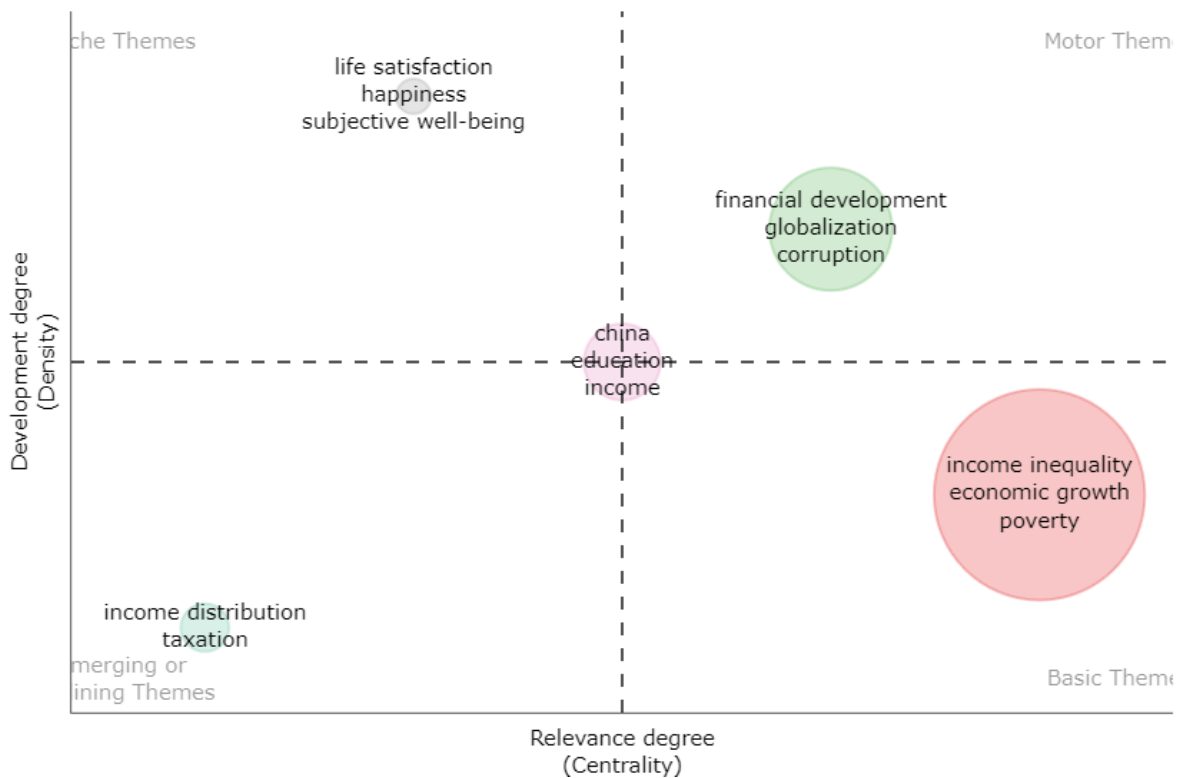 che Themes
Motor Them
life satisfaction
happiness
subjective well-being
financial development
globalization
corruption
china
education
income
income inequality
economic growth
poverty
income distribution
taxation
merging or
ining Themes
Basic Theme
Development degree
(Density)
Relevance degree
(Centrality)